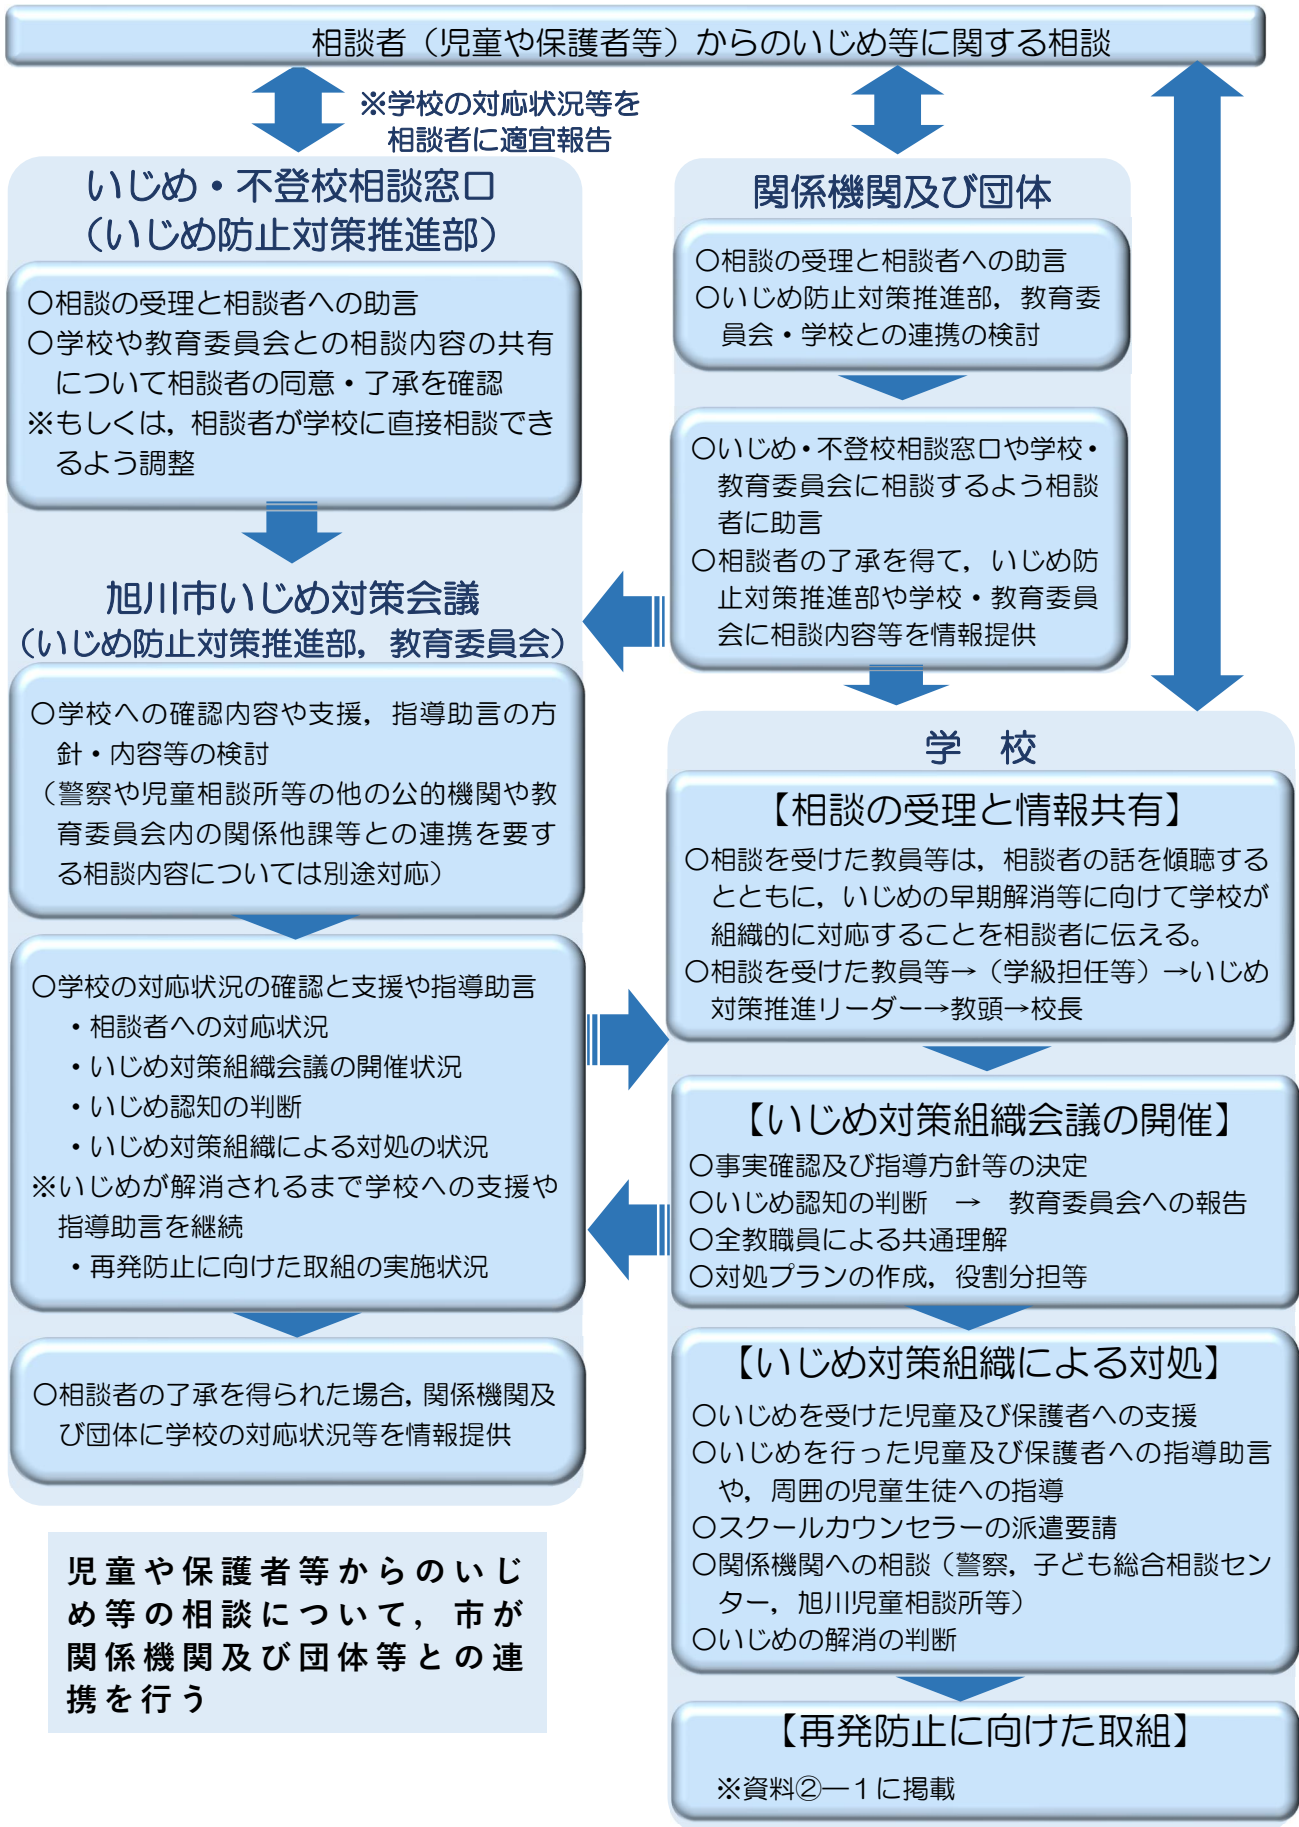 相談者（児童や保護者等）からのいじめ等に関する相談
※学校の対応状況等を
相談者に適宜報告
いじめ・不登校相談窓口
（いじめ防止対策推進部）
○相談の受理と相談者への助言
○学校や教育委員会との相談内容の共有
について相談者の同意・了承を確認
※もしくは，相談者が学校に直接相談でき
るよう調整
旭川市いじめ対策会議
（いじめ防止対策推進部，教育委員会）
○学校への確認内容や支援，指導助言の方
針・内容等の検討
（警察や児童相談所等の他の公的機関や教
育委員会内の関係他課等との連携を要す
る相談内容については別途対応）
○学校の対応状況の確認と支援や指導助言
・相談者への対応状況
・いじめ対策組織会議の開催状況
・いじめ認知の判断
・いじめ対策組織による対処の状況
※いじめが解消されるまで学校への支援や
指導助言を継続
・再発防止に向けた取組の実施状況
○相談者の了承を得られた場合，関係機関及
び団体に学校の対応状況等を情報提供
児童や保護者等からのいじ
め等の相談について，市が
関係機関及び団体等との連
携を行う
関係機関及び団体
○相談の受理と相談者への助言
○いじめ防止対策推進部，教育委
員会・学校との連携の検討
○いじめ・不登校相談窓口や学校・
教育委員会に相談するよう相談
者に助言
○相談者の了承を得て，いじめ防
止対策推進部や学校・教育委員
会に相談内容等を情報提供
学　校
【相談の受理と情報共有】
○相談を受けた教員等は，相談者の話を傾聴する
とともに，いじめの早期解消等に向けて学校が
組織的に対応することを相談者に伝える。
○相談を受けた教員等→（学級担任等）→いじめ
対策推進リーダー→教頭→校長
【いじめ対策組織会議の開催】
○事実確認及び指導方針等の決定
○いじめ認知の判断　→　教育委員会への報告
○全教職員による共通理解
○対処プランの作成，役割分担等
【いじめ対策組織による対処】
○いじめを受けた児童及び保護者への支援
○いじめを行った児童及び保護者への指導助言
や，周囲の児童生徒への指導
○スクールカウンセラーの派遣要請
○関係機関への相談（警察，子ども総合相談セン
ター，旭川児童相談所等）
○いじめの解消の判断
【再発防止に向けた取組】
※資料②―１に掲載